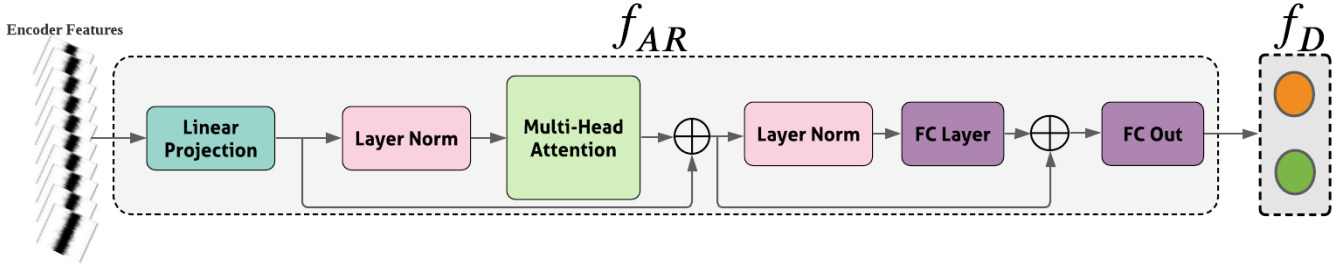 Encoder Features
f_AR
f_D
Linear
Projection
Layer Norm
Multi-Head
Attention
Layer Norm
FC Layer
FC Out